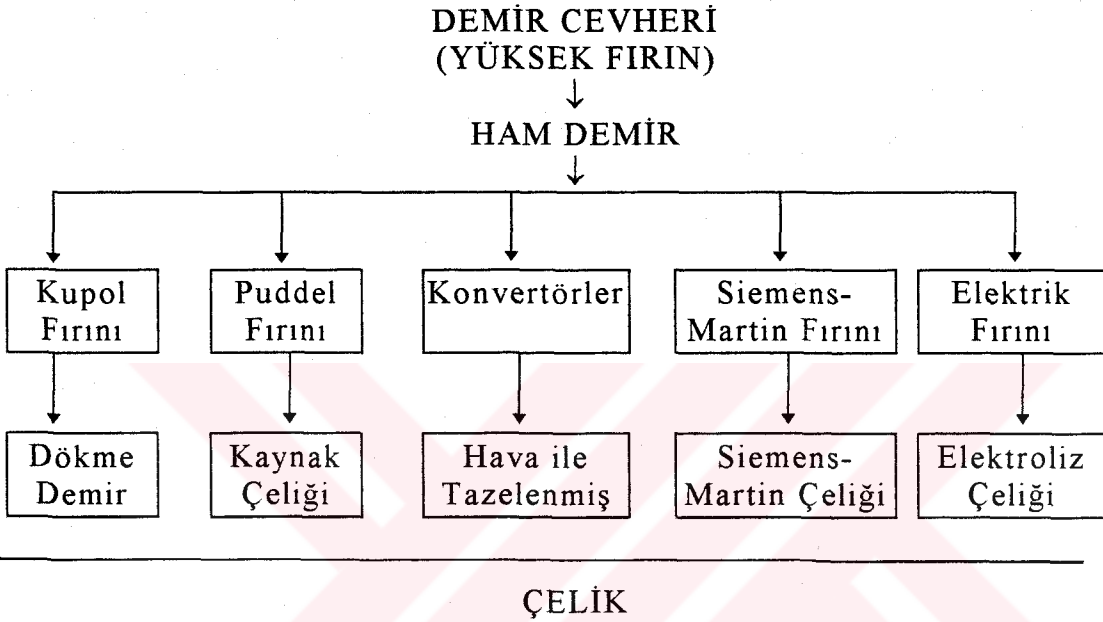 DEMİR CEVHERİ
(YÜKSEK FIRIN)
HAM DEMİR
Kupol
Fırını
Puddel
Fırını
Konvertörler
Siemens-
Martin Fırını
Elektrik
Fırını
Dökme
Demir
Kaynak
Çeliği
Hava ile
Tazelenmiş
Siemens-
Martin Çeliği
Elektroliz
Çeliği
ÇELİK